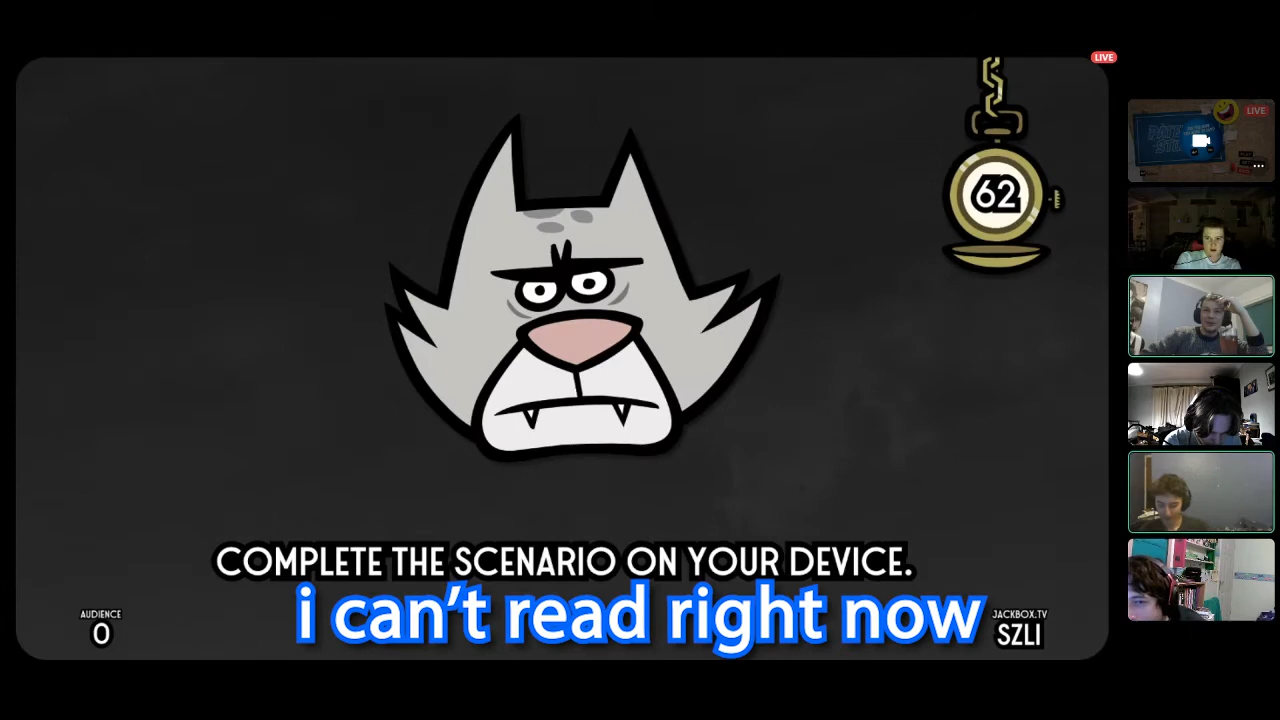 LIVE
62
LIVE
COMPLETE THE SCENARIO ON YOUR DEVICE.
i can't read right now
AUDIENCE
0
JACKBOX.TV
SZLI